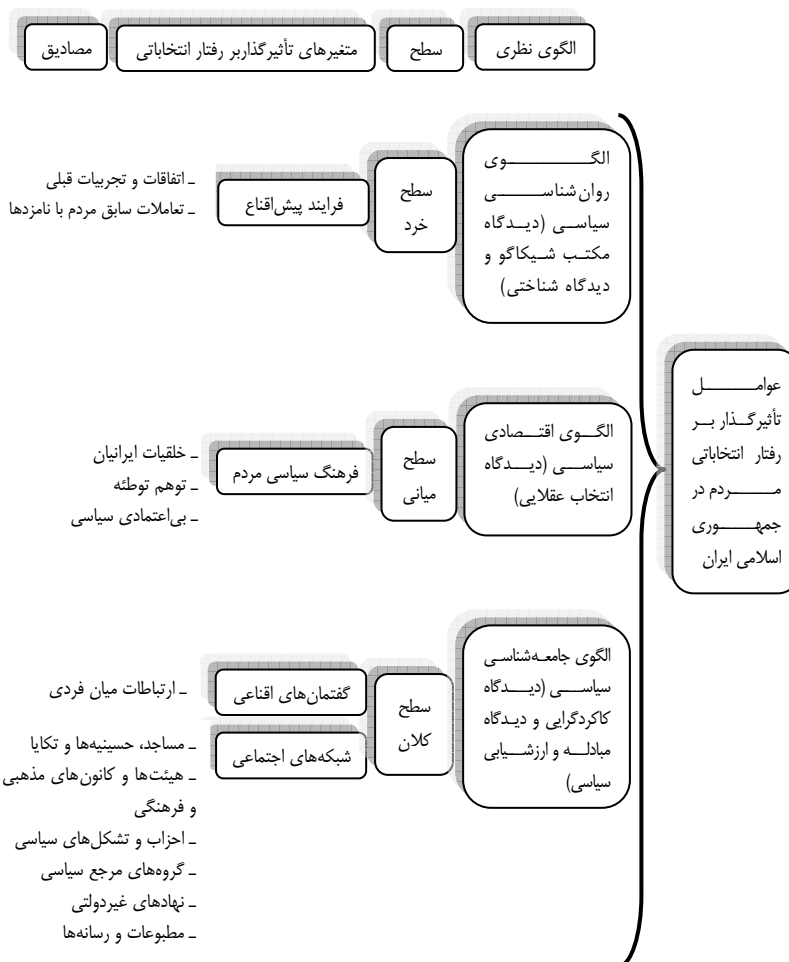 الگوی نظری
سطح
متغیرهای تأثیرگذاربر رفتار انتخاباتی
مصادیق
عوامل
تأثیرگذار بر
رفتار انتخاباتی
مردم در
جمهوری
اسلامی ایران
الگوی
روان‌شناسی
سیاسی (دیدگاه
مکتب شیکاگو و
دیدگاه شناختی)
سطح
خرد
فرایند پیش‌اقناع
ـ اتفاقات و تجربیات قبلی
ـ تعاملات سابق مردم با نامزدها
الگوی اقتصادی
سیاسی (دیدگاه
انتخاب عقلایی)
سطح
میانی
فرهنگ سیاسی مردم
ـ خلقیات ایرانیان
ـ توهم توطئه
ـ بی‌اعتمادی سیاسی
الگوی جامعه‌شناسی
سیاسی (دیدگاه
کاکردگرایی و دیدگاه
مبادله و ارزشیابی
سیاسی)
سطح
کلان
گفتمان‌های اقناعی
ـ ارتباطات میان فردی
شبکه‌های اجتماعی
ـ مساجد، حسینیه‌ها و تکایا
ـ هیئت‌ها و کانون‌های مذهبی
و فرهنگی
ـ احزاب و تشکل‌های سیاسی
ـ گروه‌های مرجع سیاسی
ـ نهادهای غیردولتی
ـ مطبوعات و رسانه‌ها